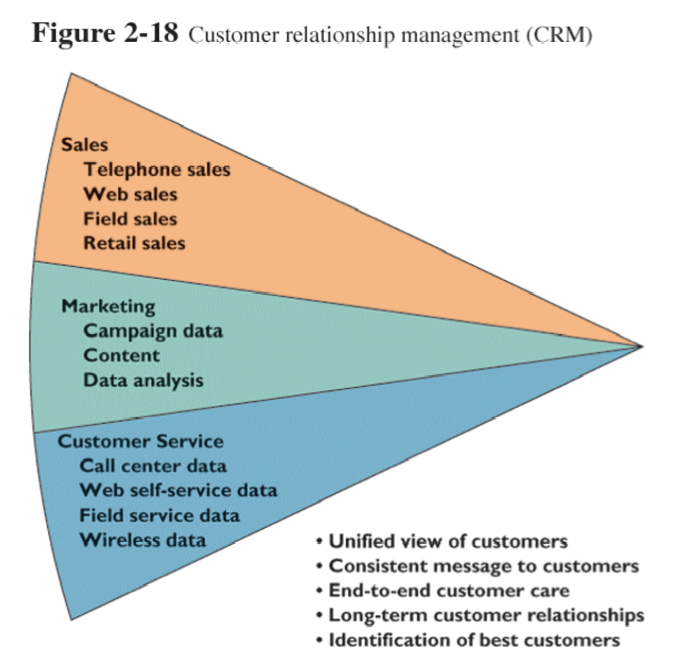 Figure 2-18 Customer relationship management (CRM)
Sales
Telephone sales
Web sales
Field sales
Retail sales
Marketing
Campaign data
Content
Data analysis
Customer Service
Call center data
Web self-service data
Field service data
Wireless data
• Unified view of customers
• Consistent message to customers
• End-to-end customer care
• Long-term customer relationships
• Identification of best customers